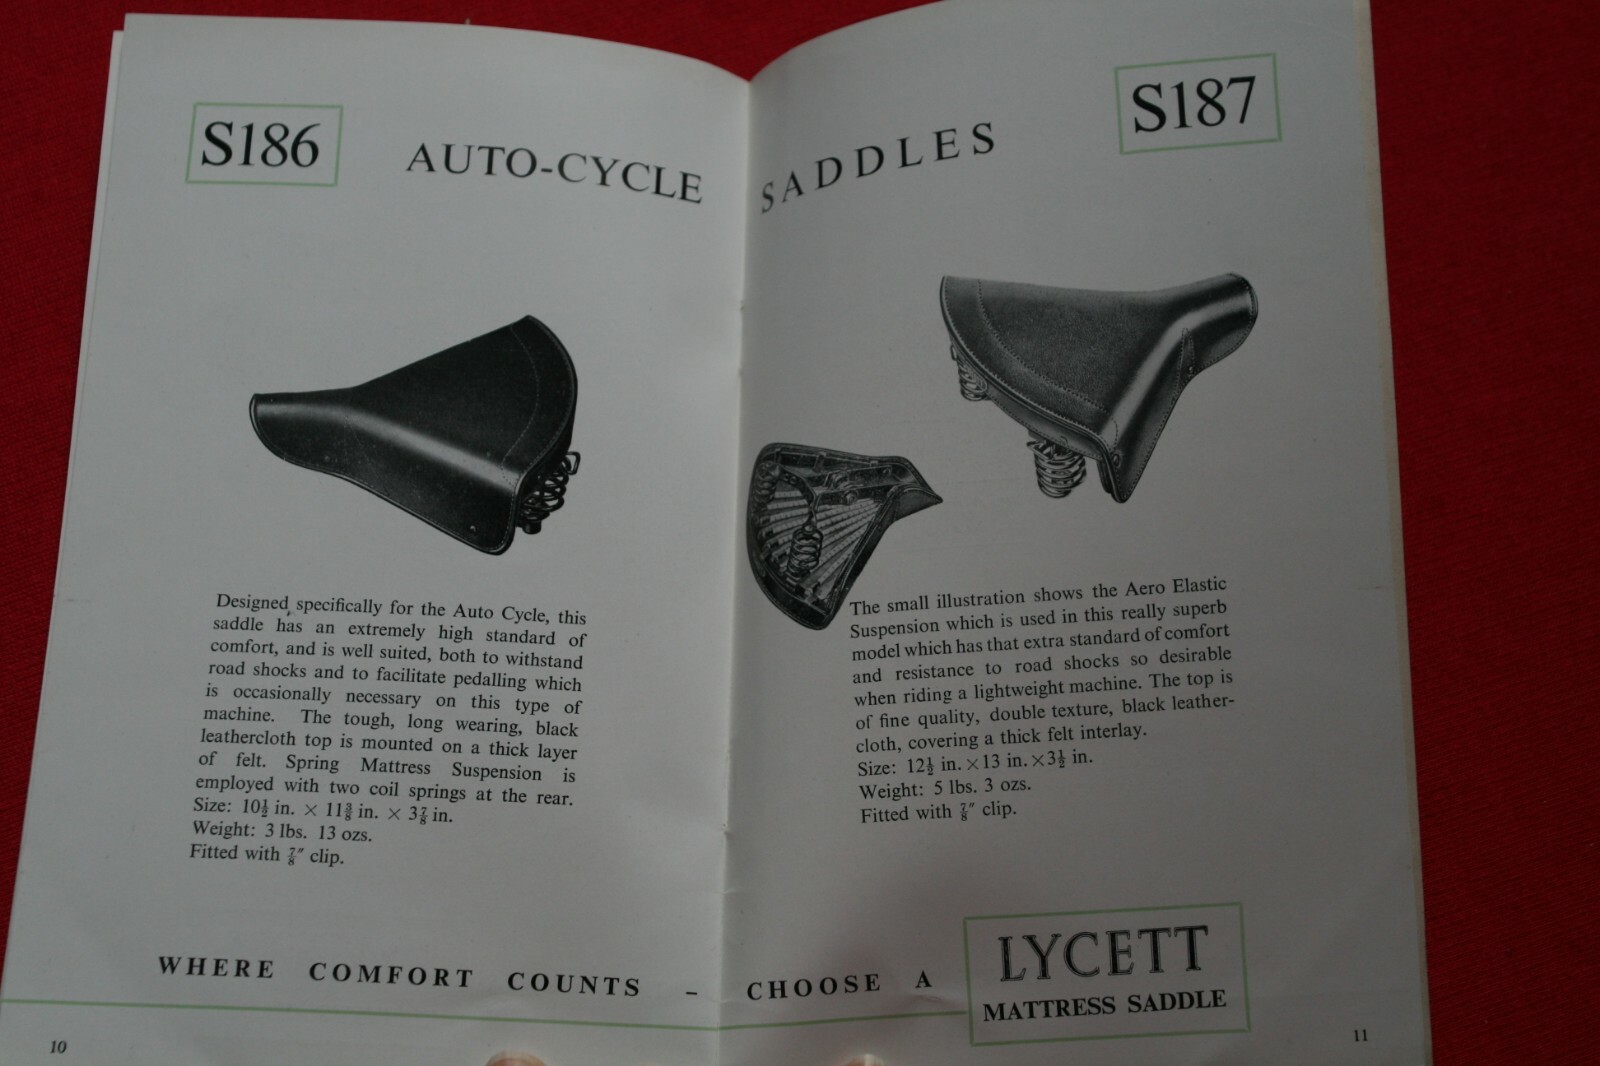 S186
AUTO-CYCLE SADDLES
S187
Designed specifically for the Auto Cycle, this
saddle has an extremely high standard of
comfort, and is well suited, both to withstand
road shocks and to facilitate pedalling which
is occasionally necessary on this type of
machine. The tough, long wearing, black
leathercloth top is mounted on a thick layer
of felt. Spring Mattress Suspension is
employed with two coil springs at the rear.
Size: 10½ in. × 11⅜ in. × 3⅞ in.
Weight: 3 lbs. 13 ozs.
Fitted with ⅞″ clip.
The small illustration shows the Aero Elastic
Suspension which is used in this really superb
model which has that extra standard of comfort
and resistance to road shocks so desirable
when riding a lightweight machine. The top is
of fine quality, double texture, black leather-
cloth, covering a thick felt interlay.
Size: 12½ in. × 13 in. × 3½ in.
Weight: 5 lbs. 3 ozs.
Fitted with ⅞″ clip.
WHERE COMFORT COUNTS – CHOOSE A
LYCETT
MATTRESS SADDLE
10
11